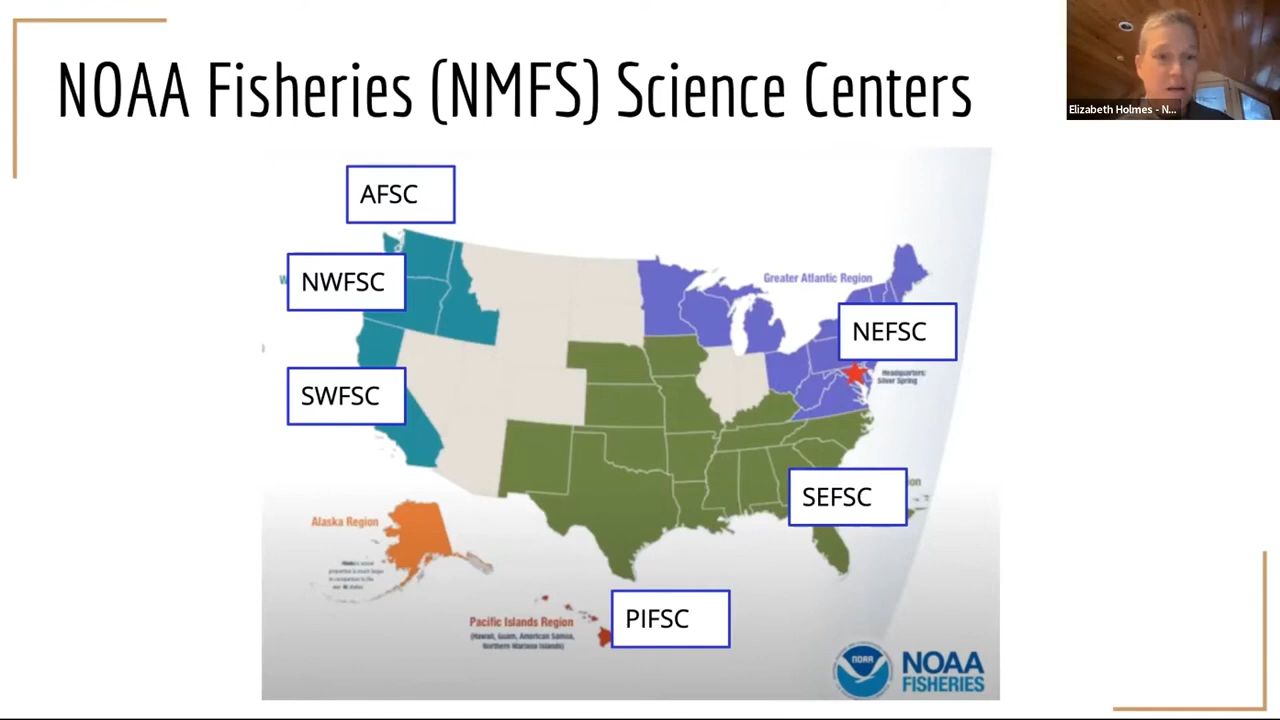 NOAA Fisheries (NMFS) Science Centers
Elizabeth Holmes - N...
AFSC
NWFSC
Greater Atlantic Region
NEFSC
Headquarters:
Silver Spring
SWFSC
SEFSC
Alaska Region
PIFSC
Pacific Islands Region
(Hawaii, Guam, American Samoa,
Northern Mariana Islands)
NOAA
NOAA
FISHERIES